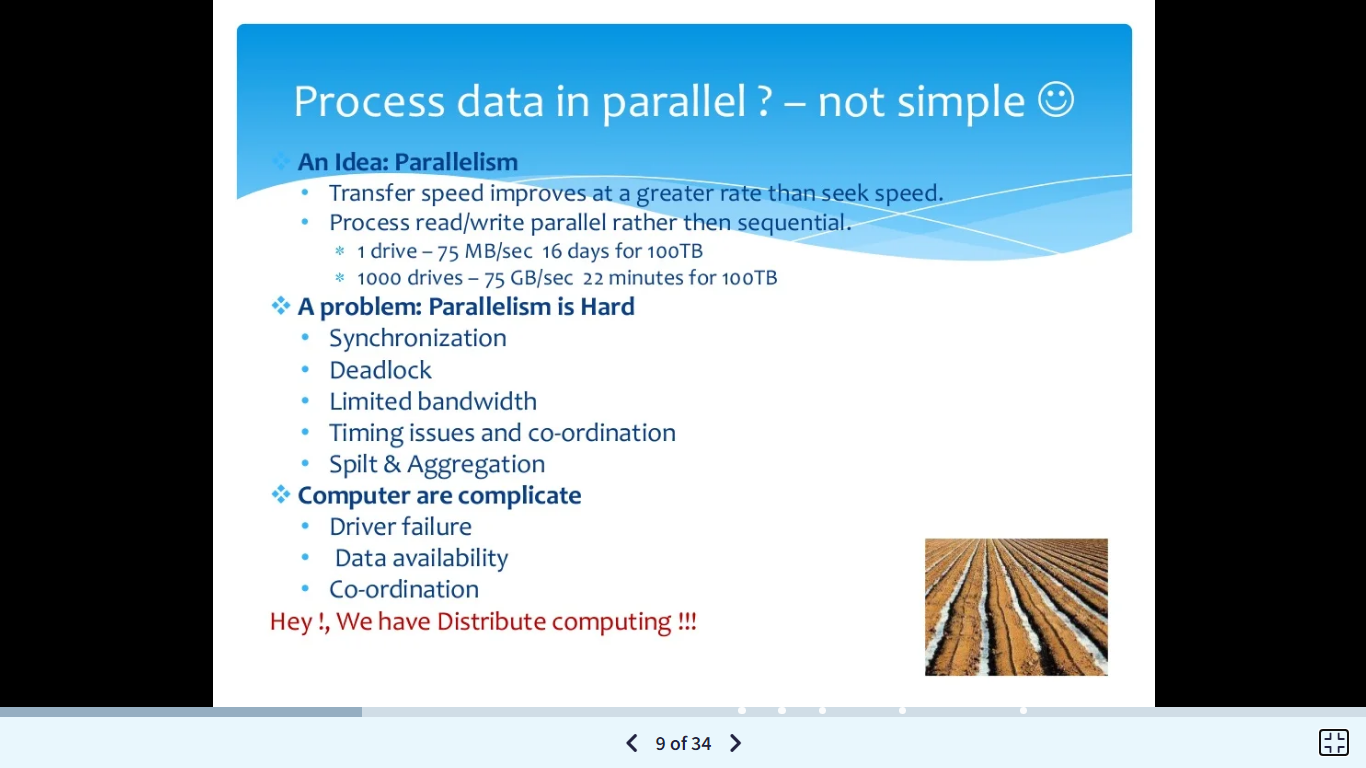 Process data in parallel ? – not simple ☺
An Idea: Parallelism
Transfer speed improves at a greater rate than seek speed.
Process read/write parallel rather then sequential.
1 drive – 75 MB/sec 16 days for 100TB
1000 drives – 75 GB/sec 22 minutes for 100TB
A problem: Parallelism is Hard
Synchronization
Deadlock
Limited bandwidth
Timing issues and co-ordination
Spilt & Aggregation
Computer are complicate
Driver failure
Data availability
Co-ordination
Hey !, We have Distribute computing !!!
9 of 34